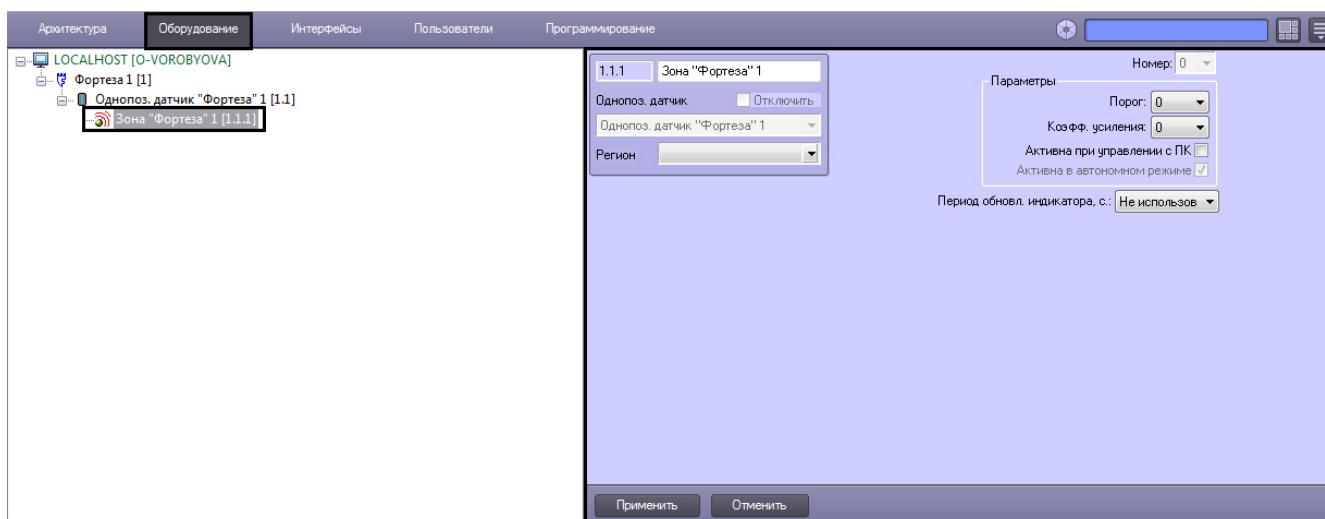 Архитектура Оборудование Интерфейсы Пользователи Программирование
LOCALHOST [O-VOROBYOVA]
Фортеза 1 [1]
Однопоз. датчик "Фортеза" 1 [1.1]
Зона "Фортеза" 1 [1.1.1]
1.1.1 Зона "Фортеза" 1
Однопоз. датчик Отключить
Однопоз. датчик "Фортеза" 1
Регион
Номер: 0
Параметры
Порог: 0
Коэфф. усиления: 0
Активна при управлении с ПК
Активна в автономном режиме
Период обновл. индикатора, с.: Не использов
Применить Отменить